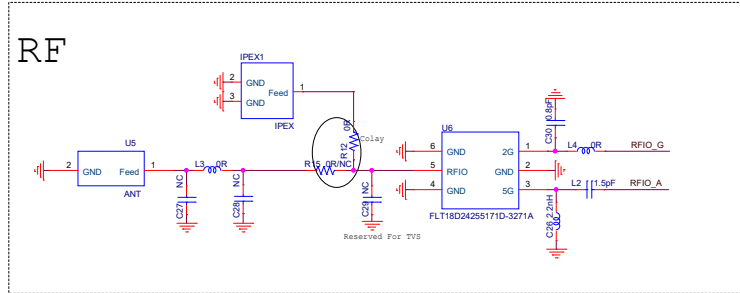 RF
IPEX1
2
GND
Feed
1
3
GND
IPEX
0R
Colay
R12
U5
2
GND
Feed
1
ANT
L3
0R
R15
0R/NC
C27
NC
C28
NC
C29
NC
Reserved For TVS
U6
6
GND
2G
1
5
RFIO
GND
2
4
GND
5G
3
FLT18D24255171D-3271A
C30
0.8pF
L4
0R
RFIO_G
L2
1.5pF
RFIO_A
C26
2.2nH